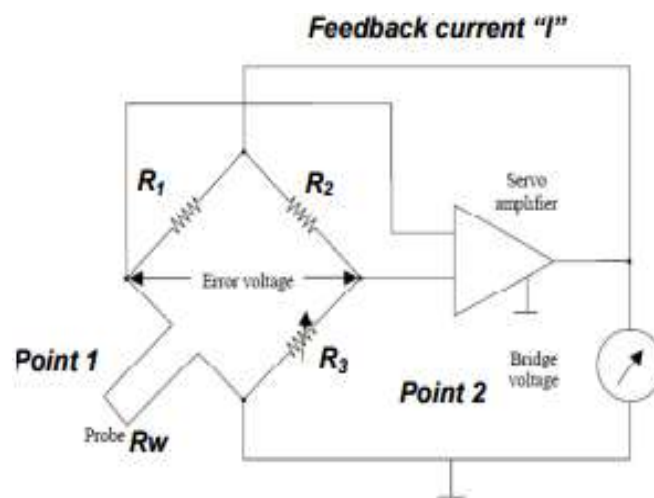 Feedback current "I"
R1
R2
Servo
amplifier
Error voltage
Point 1
R3
Point 2
Bridge
voltage
Probe Rw